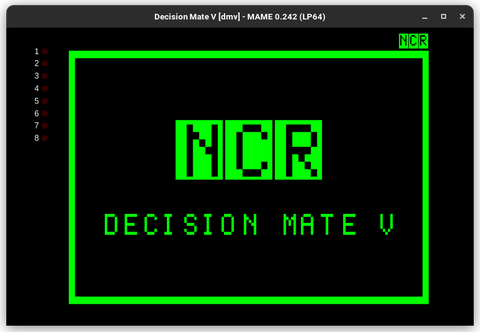 Decision Mate V [dmv] - MAME 0.242 (LP64)
NCR
1
2
3
4
5
6
7
8
NCR
DECISION MATE V